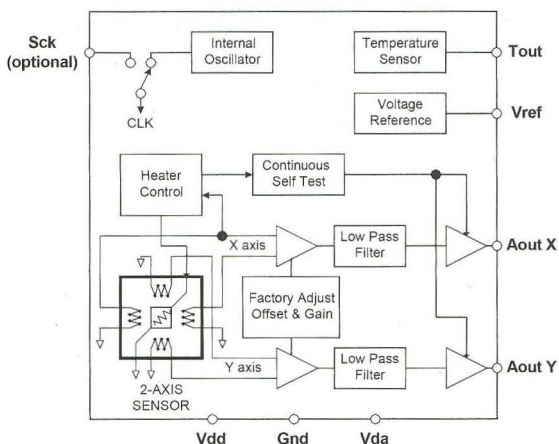 Sck
(optional)
Internal
Oscillator
CLK
Temperature
Sensor
Tout
Voltage
Reference
Vref
Heater
Control
Continuous
Self Test
X axis
Low Pass
Filter
Aout X
Factory Adjust
Offset & Gain
Y axis
Low Pass
Filter
Aout Y
2-AXIS
SENSOR
Vdd
Gnd
Vda